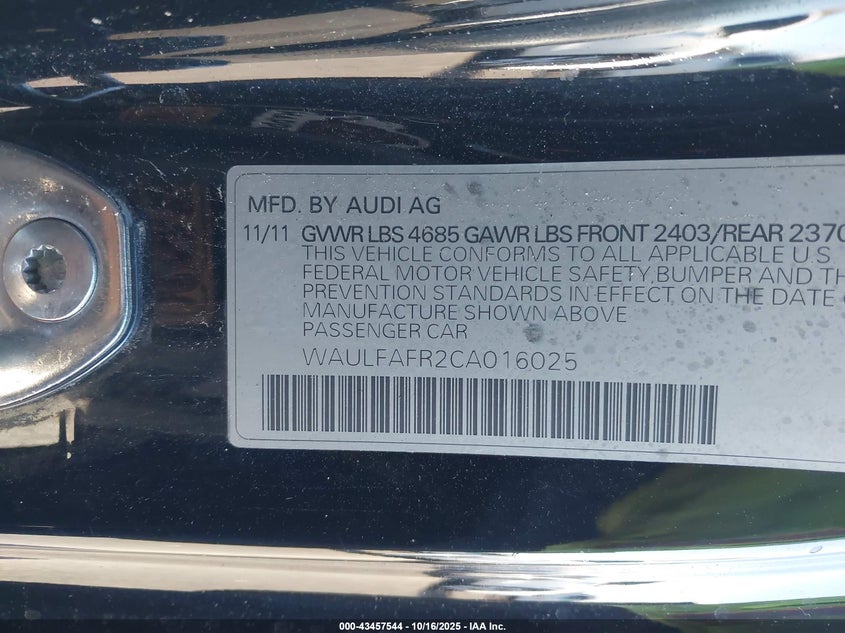 MFD. BY AUDI AG
11/11 GVWR LBS 4685 GAWR LBS FRONT 2403/REAR 2370
THIS VEHICLE CONFORMS TO ALL APPLICABLE U.S
FEDERAL MOTOR VEHICLE SAFETY, BUMPER AND
PREVENTION STANDARDS IN EFFECT ON THE DATE
MANUFACTURE SHOWN ABOVE
PASSENGER CAR
WAULFAFR2CA016025
000-43457544 - 10/16/2025 - IAA Inc.